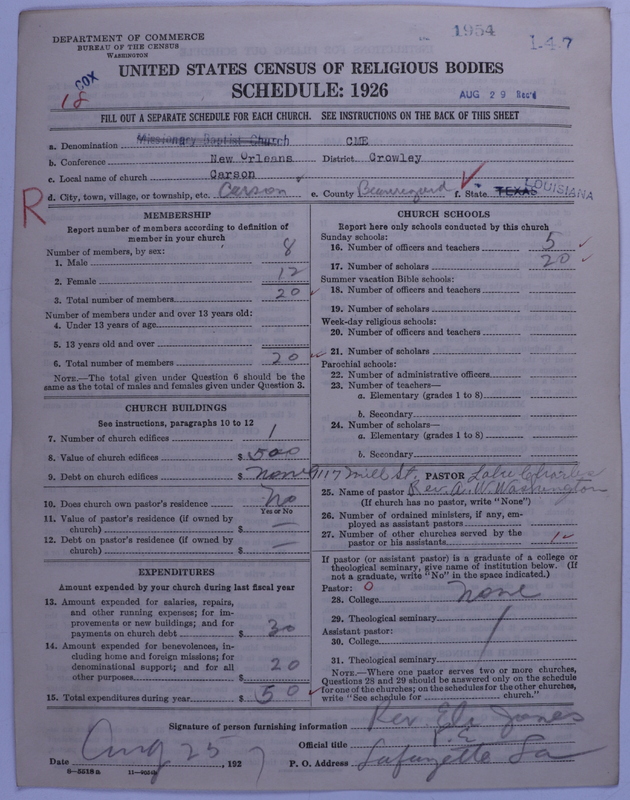 DEPARTMENT OF COMMERCE
BUREAU OF THE CENSUS
WASHINGTON
1954
1-4-7
COX
18
UNITED STATES CENSUS OF RELIGIOUS BODIES
SCHEDULE: 1926
AUG 29 Rec'd
FILL OUT A SEPARATE SCHEDULE FOR EACH CHURCH. SEE INSTRUCTIONS ON THE BACK OF THIS SHEET
a. Denomination Missionary Baptist Church CME
b. Conference New Orleans District Crowley
c. Local name of church Carson
d. City, town, village, or township, etc. Carson e. County Beauregard f. State TEXAS LOUISIANA
R
MEMBERSHIP
Report number of members according to definition of
member in your church
Number of members, by sex:
1. Male 8
2. Female 12
3. Total number of members 20
Number of members under and over 13 years old:
4. Under 13 years of age
5. 13 years old and over
6. Total number of members 20
NOTE.—The total given under Question 6 should be the
same as the total of males and females given under Question 3.
CHURCH BUILDINGS
See instructions, paragraphs 10 to 12
7. Number of church edifices 1
8. Value of church edifices $ 500
9. Debt on church edifices $ None
10. Does church own pastor's residence No
Yes or No
11. Value of pastor's residence (if owned by
church) $ —
12. Debt on pastor's residence (if owned by
church) $ —
EXPENDITURES
Amount expended by your church during last fiscal year
13. Amount expended for salaries, repairs,
and other running expenses; for im-
provements or new buildings; and for
payments on church debt $ 30
14. Amount expended for benevolences, in-
cluding home and foreign missions; for
denominational support; and for all
other purposes $ 20
15. Total expenditures during year $ 50
CHURCH SCHOOLS
Report here only schools conducted by this church
Sunday schools:
16. Number of officers and teachers 5
17. Number of scholars 20
Summer vacation Bible schools:
18. Number of officers and teachers
19. Number of scholars
Week-day religious schools:
20. Number of officers and teachers
21. Number of scholars
Parochial schools:
22. Number of administrative officers
23. Number of teachers—
a. Elementary (grades 1 to 8)
b. Secondary
24. Number of scholars—
a. Elementary (grades 1 to 8)
b. Secondary
1117 Mill St. PASTOR Lake Charles
25. Name of pastor Rev. A. W. Washington
(If church has no pastor, write "None")
26. Number of ordained ministers, if any, em-
ployed as assistant pastors
27. Number of other churches served by the
pastor or his assistants 1
If pastor (or assistant pastor) is a graduate of a college or
theological seminary, give name of institution below. (If
not a graduate, write "No" in the space indicated.)
Pastor: 0
28. College None
29. Theological seminary
Assistant pastor:
30. College
31. Theological seminary
NOTE.—Where one pastor serves two or more churches,
Questions 28 and 29 should be answered only on the schedule
for one of the churches; on the schedules for the other churches,
write "See schedule for church."
Signature of person furnishing information Rev Eli Jones
Official title P.E.
Date Aug 25, 1927 P. O. Address Lafayette La